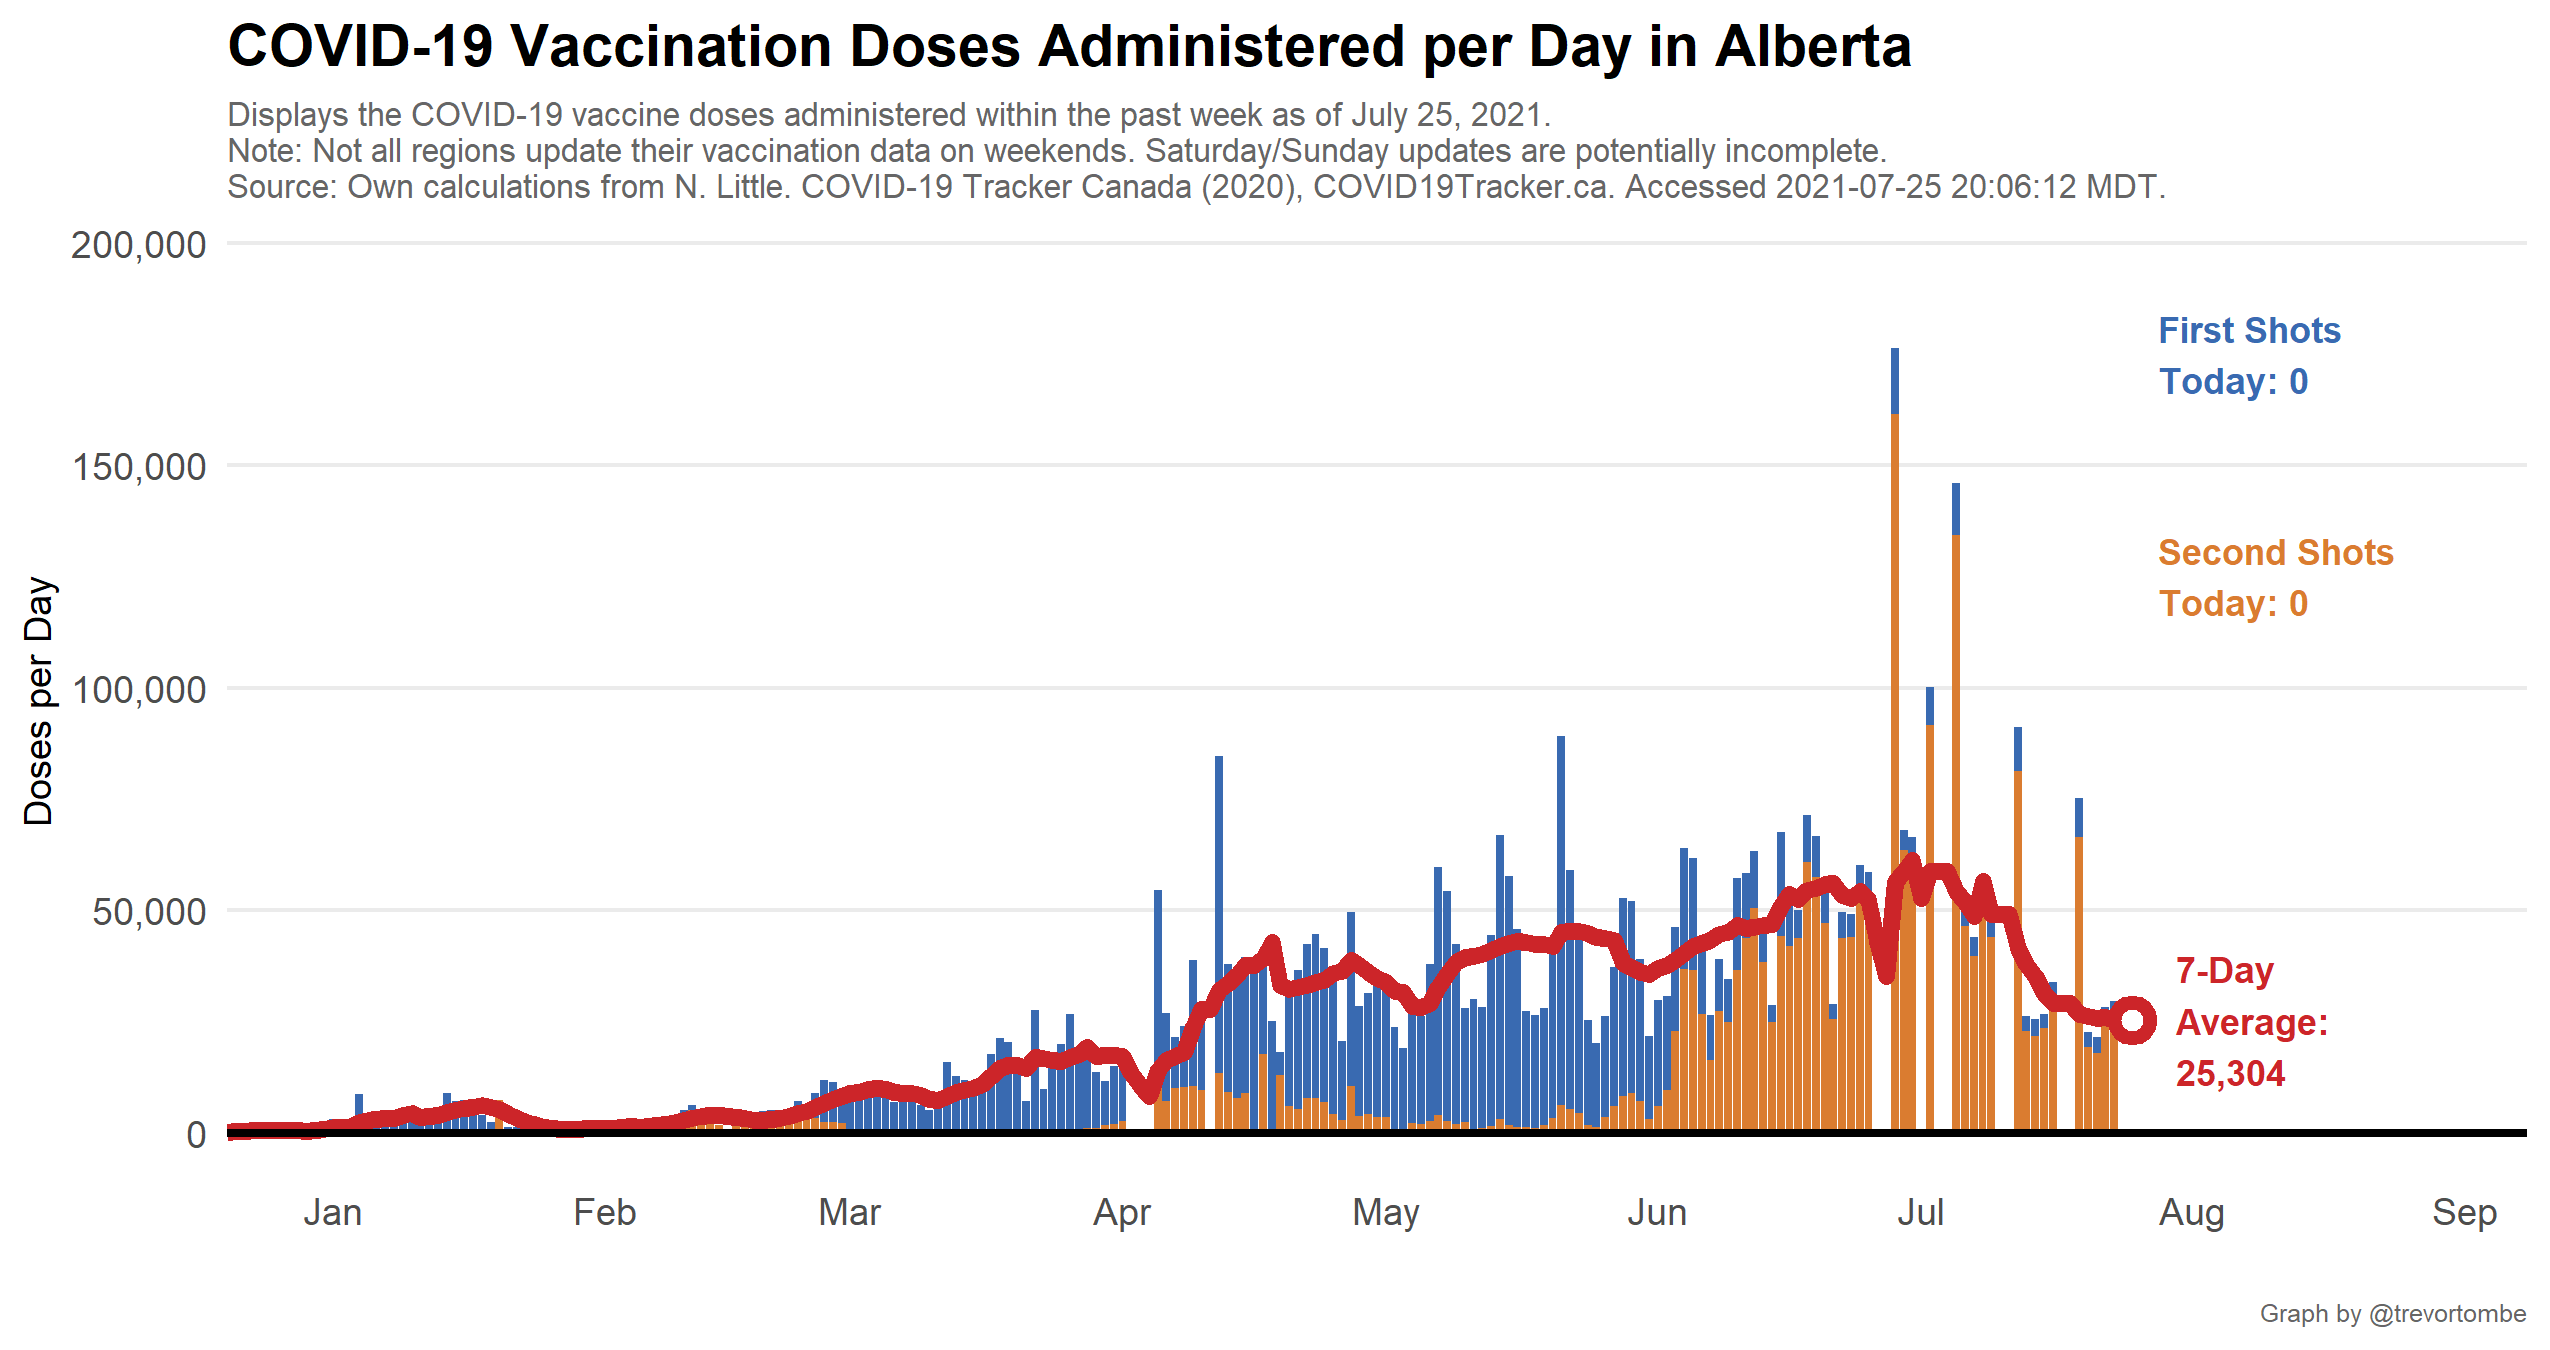 COVID-19 Vaccination Doses Administered per Day in Alberta
Displays the COVID-19 vaccine doses administered within the past week as of July 25, 2021.
Note: Not all regions update their vaccination data on weekends. Saturday/Sunday updates are potentially incomplete.
Source: Own calculations from N. Little. COVID-19 Tracker Canada (2020), COVID19Tracker.ca. Accessed 2021-07-25 20:06:12 MDT.
200,000
150,000
100,000
50,000
0
Doses per Day
First Shots
Today: 0
Second Shots
Today: 0
7-Day
Average:
25,304
Jan Feb Mar Apr May Jun Jul Aug Sep
Graph by @trevortombe